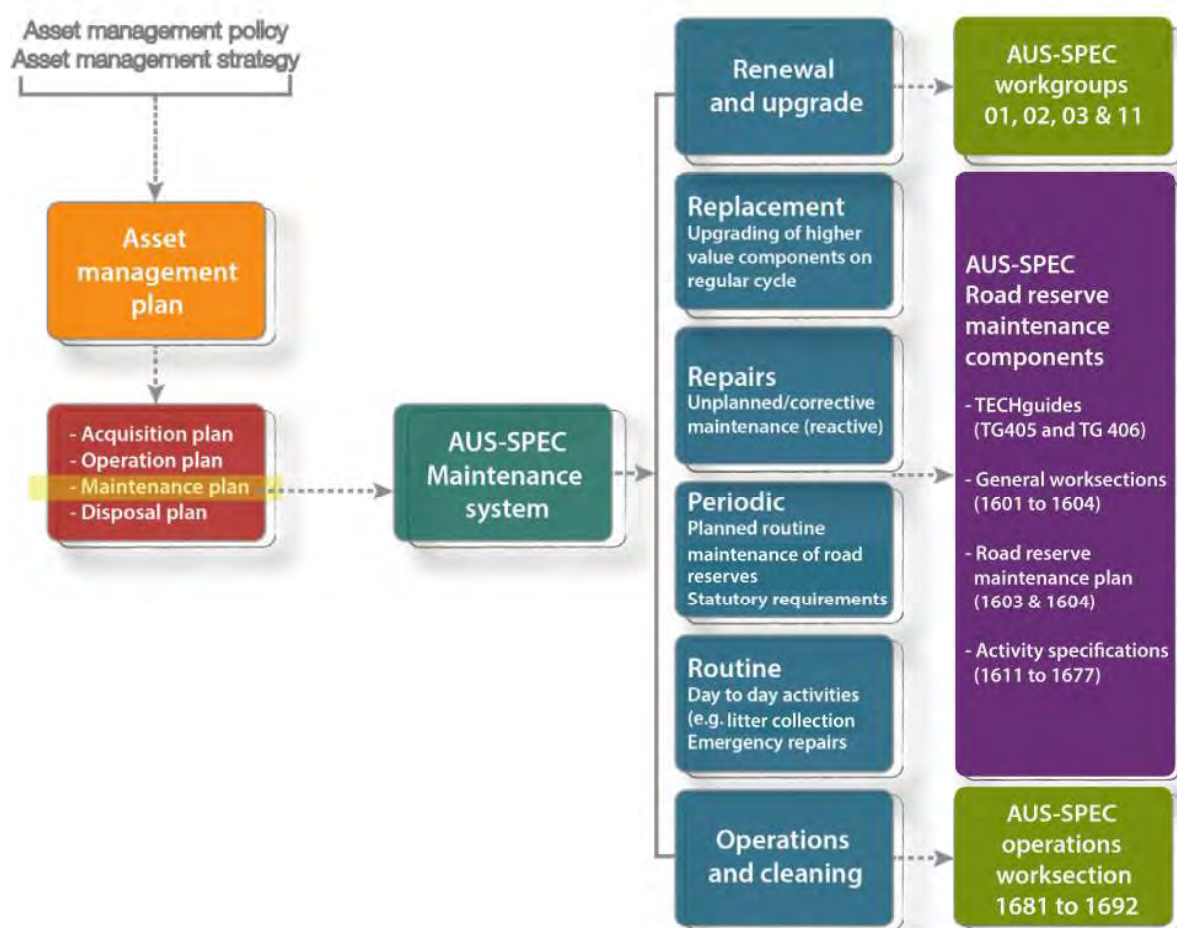 Asset management policy
Asset management strategy
Asset
management
plan
- Acquisition plan
- Operation plan
- Maintenance plan
- Disposal plan
AUS-SPEC
Maintenance
system
Renewal
and upgrade
Replacement
Upgrading of higher
value components on
regular cycle
Repairs
Unplanned/corrective
maintenance (reactive)
Periodic
Planned routine
maintenance of road
reserves
Statutory requirements
Routine
Day to day activities
(e.g. litter collection
Emergency repairs
Operations
and cleaning
AUS-SPEC
workgroups
01, 02, 03 & 11
AUS-SPEC
Road reserve
maintenance
components
- TECHguides
(TG405 and TG 406)
- General worksections
(1601 to 1604)
- Road reserve
maintenance plan
(1603 & 1604)
- Activity specifications
(1611 to 1677)
AUS-SPEC
operations
worksection
1681 to 1692